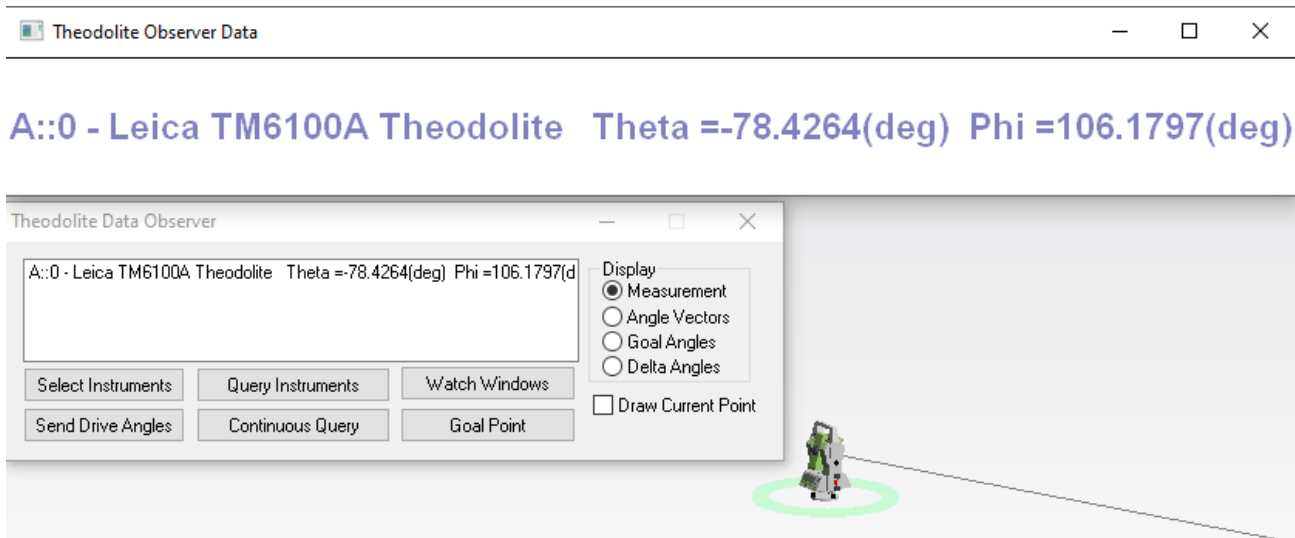 Theodolite Observer Data
A::0 - Leica TM6100A Theodolite Theta =-78.4264(deg) Phi =106.1797(deg)
Theodolite Data Observer
A::0 - Leica TM6100A Theodolite Theta =-78.4264(deg) Phi =106.1797(d
Display
Measurement
Angle Vectors
Goal Angles
Delta Angles
Select Instruments Query Instruments Watch Windows
Draw Current Point
Send Drive Angles Continuous Query Goal Point